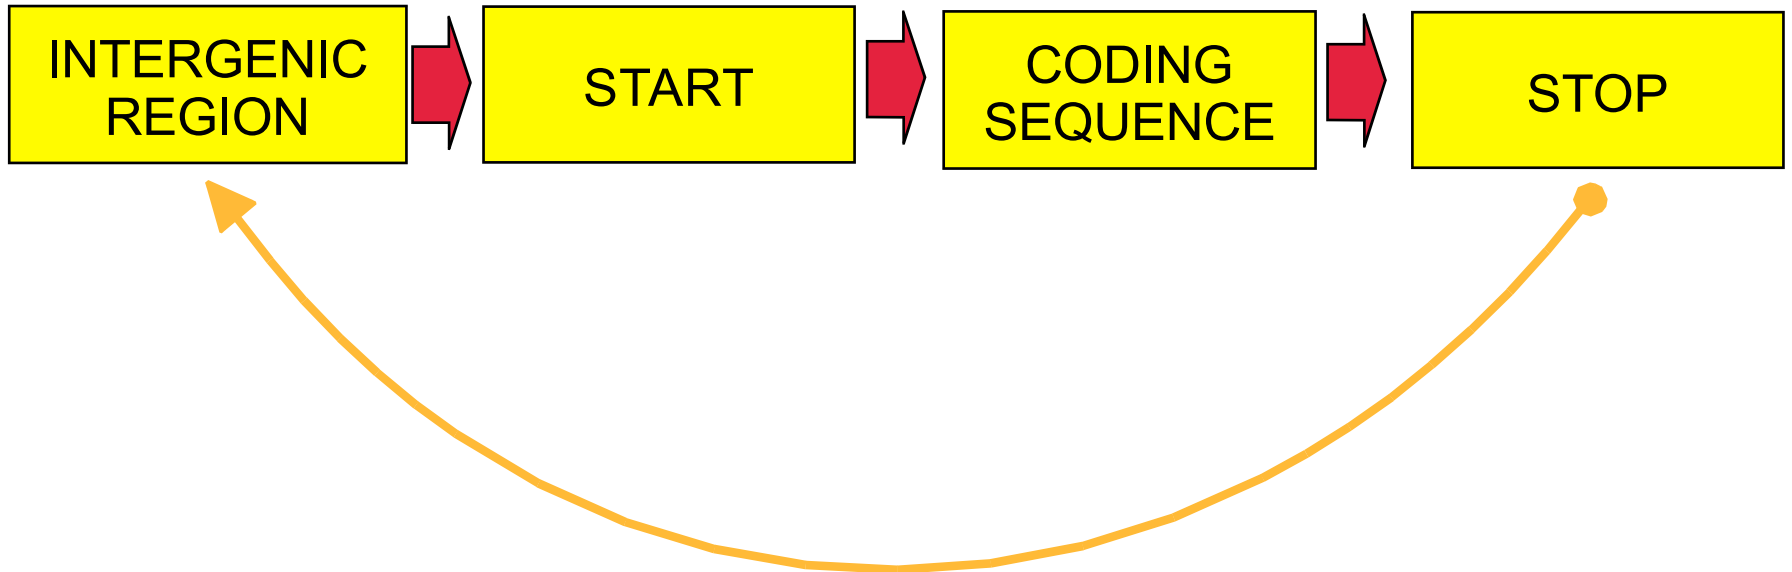 INTERGENIC
REGION
START
CODING
SEQUENCE
STOP